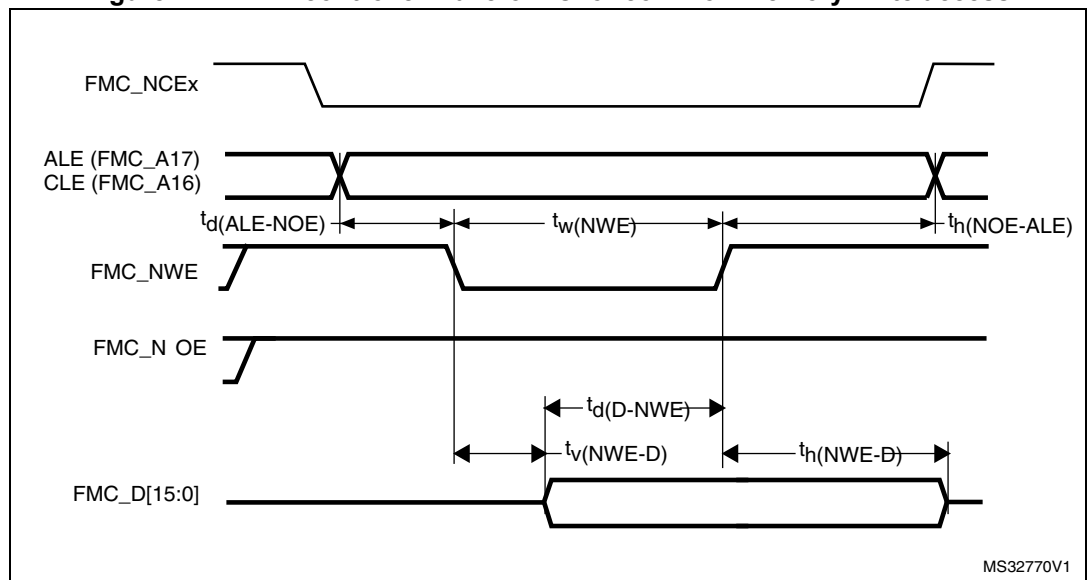 FMC_NCEx
ALE (FMC_A17)
CLE (FMC_A16)
td(ALE-NOE)
tw(NWE)
th(NOE-ALE)
FMC_NWE
FMC_N OE
td(D-NWE)
tv(NWE-D)
th(NWE-D)
FMC_D[15:0]
MS32770V1